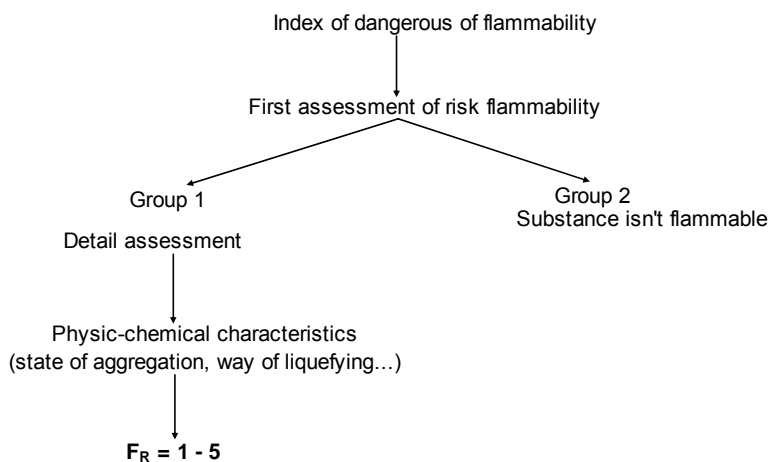 Index of dangerous of flammability
First assessment of risk flammability
Group 1
Group 2
Substance isn't flammable
Detail assessment
Physic-chemical characteristics
(state of aggregation, way of liquefying…)
FR = 1 - 5